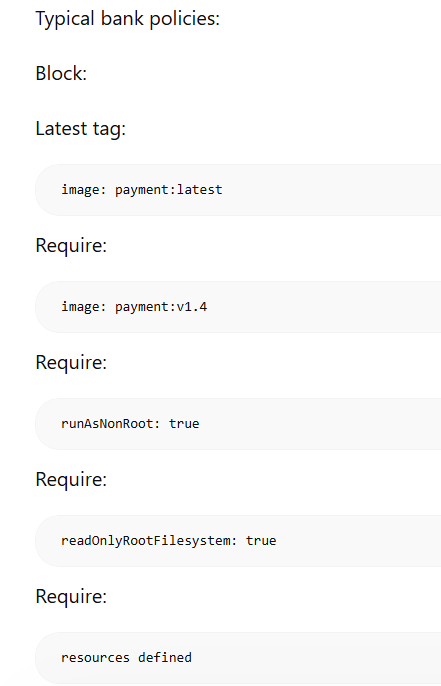 Typical bank policies:
Block:
Latest tag:
image: payment:latest
Require:
image: payment:v1.4
Require:
runAsNonRoot: true
Require:
readOnlyRootFilesystem: true
Require:
resources defined